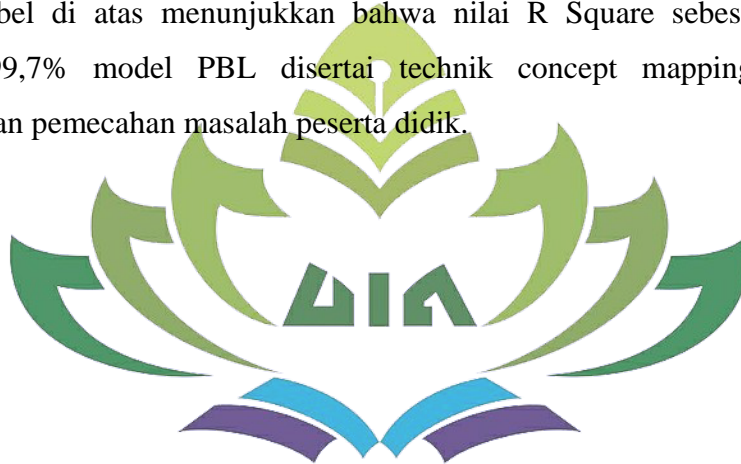 bel di atas menunjukkan bahwa nilai R Square sebes
99,7% model PBL disertai technik concept mapping
an pemecahan masalah peserta didik.
UIN